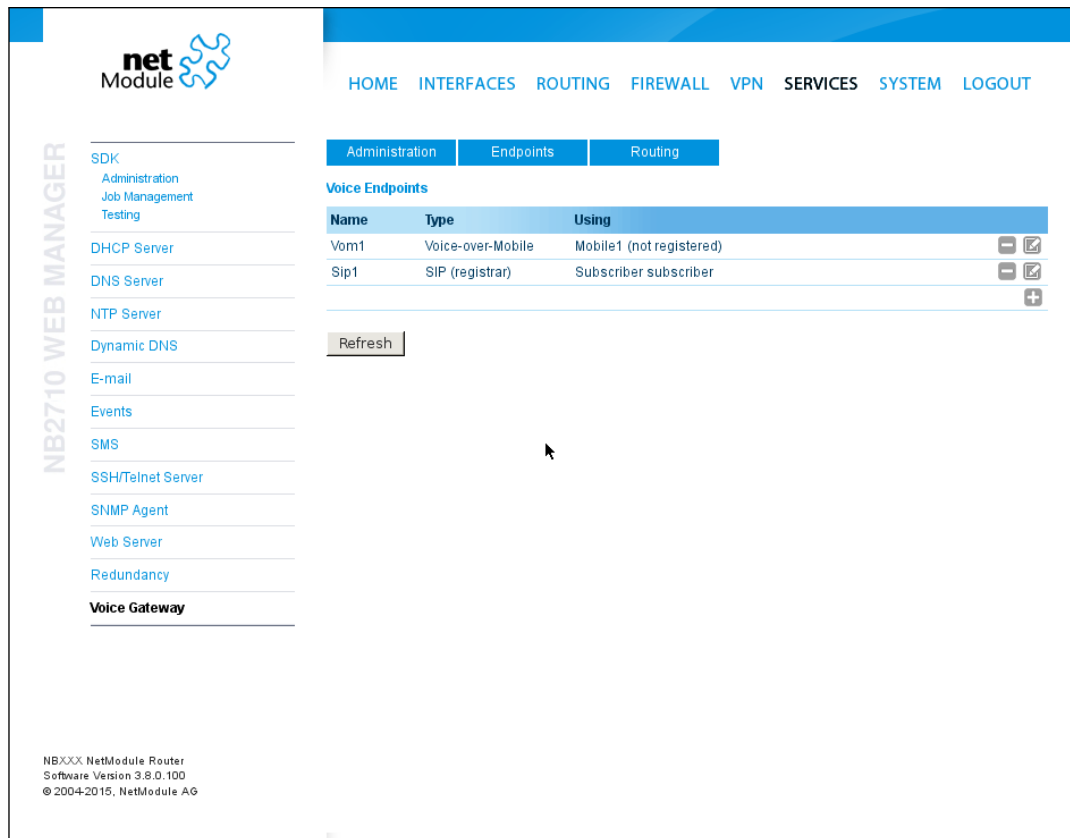 net
Module
HOME INTERFACES ROUTING FIREWALL VPN SERVICES SYSTEM LOGOUT
NB2710 WEB MANAGER
SDK
Administration
Job Management
Testing
DHCP Server
DNS Server
NTP Server
Dynamic DNS
E-mail
Events
SMS
SSH/Telnet Server
SNMP Agent
Web Server
Redundancy
Voice Gateway
Administration Endpoints Routing
Voice Endpoints
Name Type Using
Vom1 Voice-over-Mobile Mobile1 (not registered)
Sip1 SIP (registrar) Subscriber subscriber
Refresh
NBXXX NetModule Router
Software Version 3.8.0.100
© 2004-2015, NetModule AG